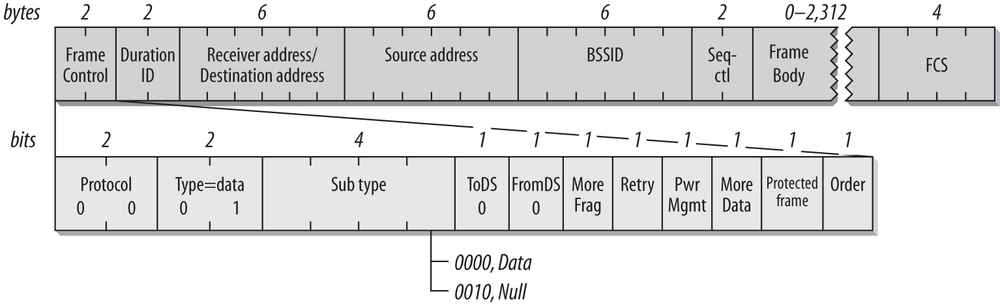 bytes 2 2 6 6 6 2 0–2,312 4
Frame Control Duration ID Receiver address/ Destination address Source address BSSID Seq-ctl Frame Body FCS
bits 2 2 4 1 1 1 1 1 1 1 1
Protocol Type=data Sub type ToDS FromDS More Frag Retry Pwr Mgmt More Data Protected frame Order
0 0 0 1 0 0
0000, Data
0010, Null